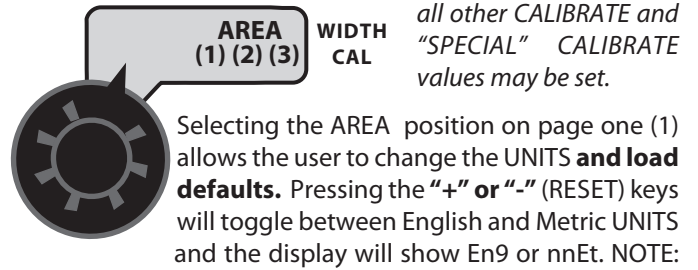 AREA
(1) (2) (3)
WIDTH
CAL
all other CALIBRATE and
“SPECIAL” CALIBRATE
values may be set.
Selecting the AREA position on page one (1)
allows the user to change the UNITS and load
defaults. Pressing the “+” or “-” (RESET) keys
will toggle between English and Metric UNITS
and the display will show En9 or nnEt. NOTE: